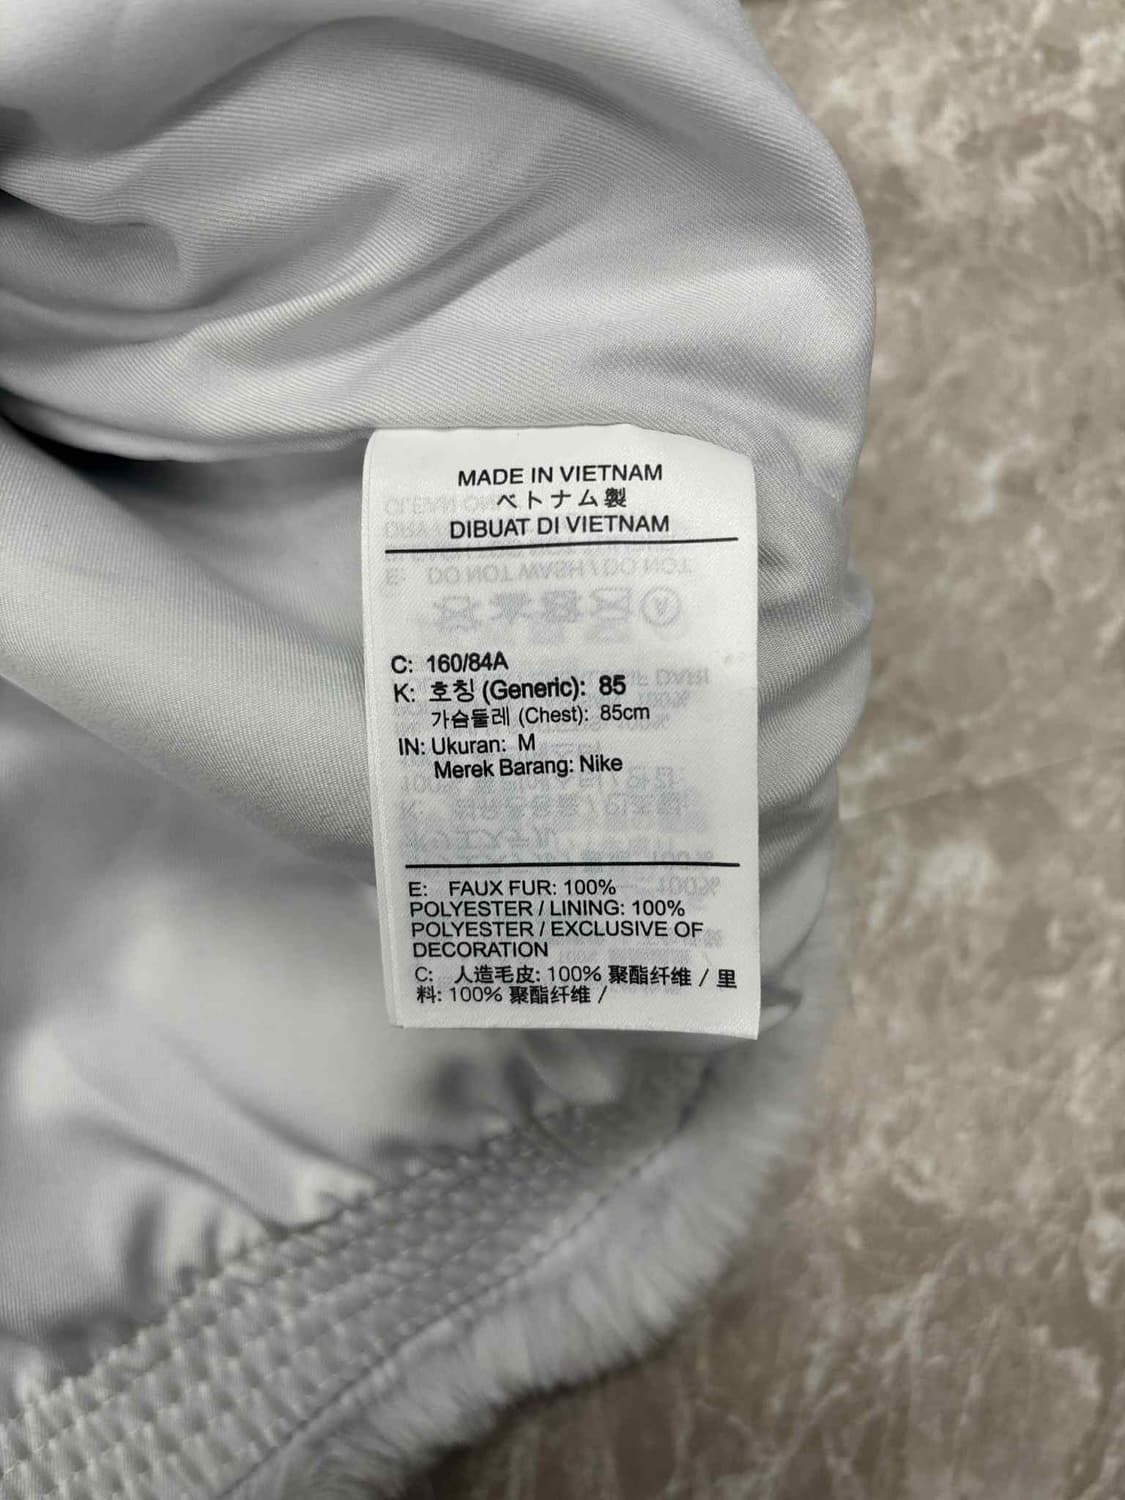 MADE IN VIETNAM
ベトナム製
DIBUAT DI VIETNAM
C: 160/84A
K: 호칭 (Generic): 85
가슴둘레 (Chest): 85cm
IN: Ukuran: M
Merek Barang: Nike
E: FAUX FUR: 100%
POLYESTER / LINING: 100%
POLYESTER / EXCLUSIVE OF
DECORATION
C: 人造毛皮: 100% 聚酯纤维 / 里
料: 100% 聚酯纤维 /